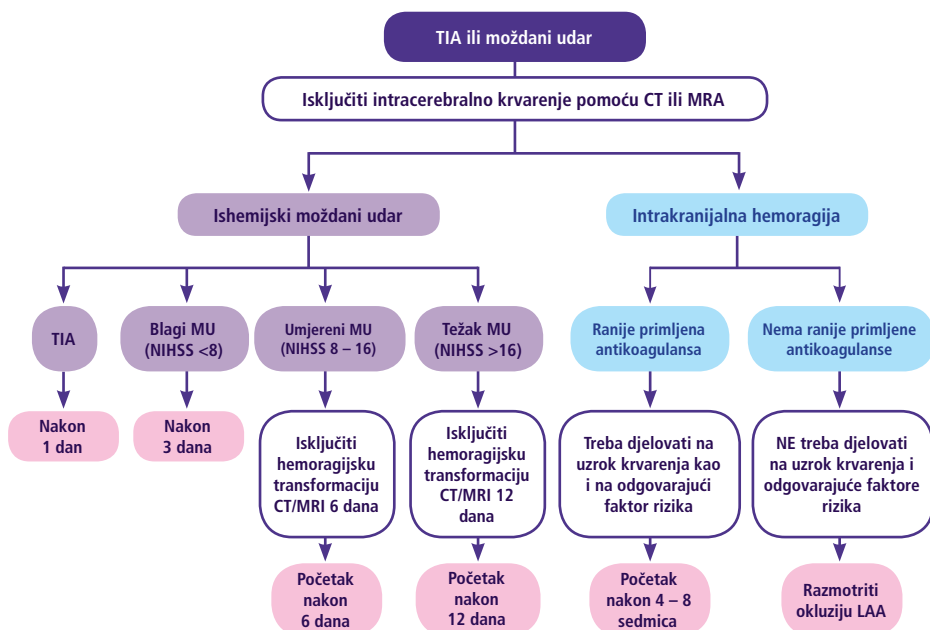 TIA ili moždani udar
Isključiti intracerebralno krvarenje pomoću CT ili MRA
Ishemijski moždani udar
Intrakranijalna hemoragija
TIA
Blagi MU
(NIHSS <8)
Umjereni MU
(NIHSS 8 – 16)
Težak MU
(NIHSS >16)
Ranije primljena
antikoagulansa
Nema ranije primljene
antikoagulanse
Nakon
1 dan
Nakon
3 dana
Isključiti
hemoragijsku
transformaciju
CT/MRI 6 dana
Isključiti
hemoragijsku
transformaciju
CT/MRI 12
dana
Treba djelovati na
uzrok krvarenja kao
i na odgovarajući
faktor rizika
NE treba djelovati
na uzrok krvarenja i
odgovarajuće faktore
rizika
Početak
nakon
6 dana
Početak
nakon
12 dana
Početak
nakon 4 – 8
sedmica
Razmotriti
okluziju LAA